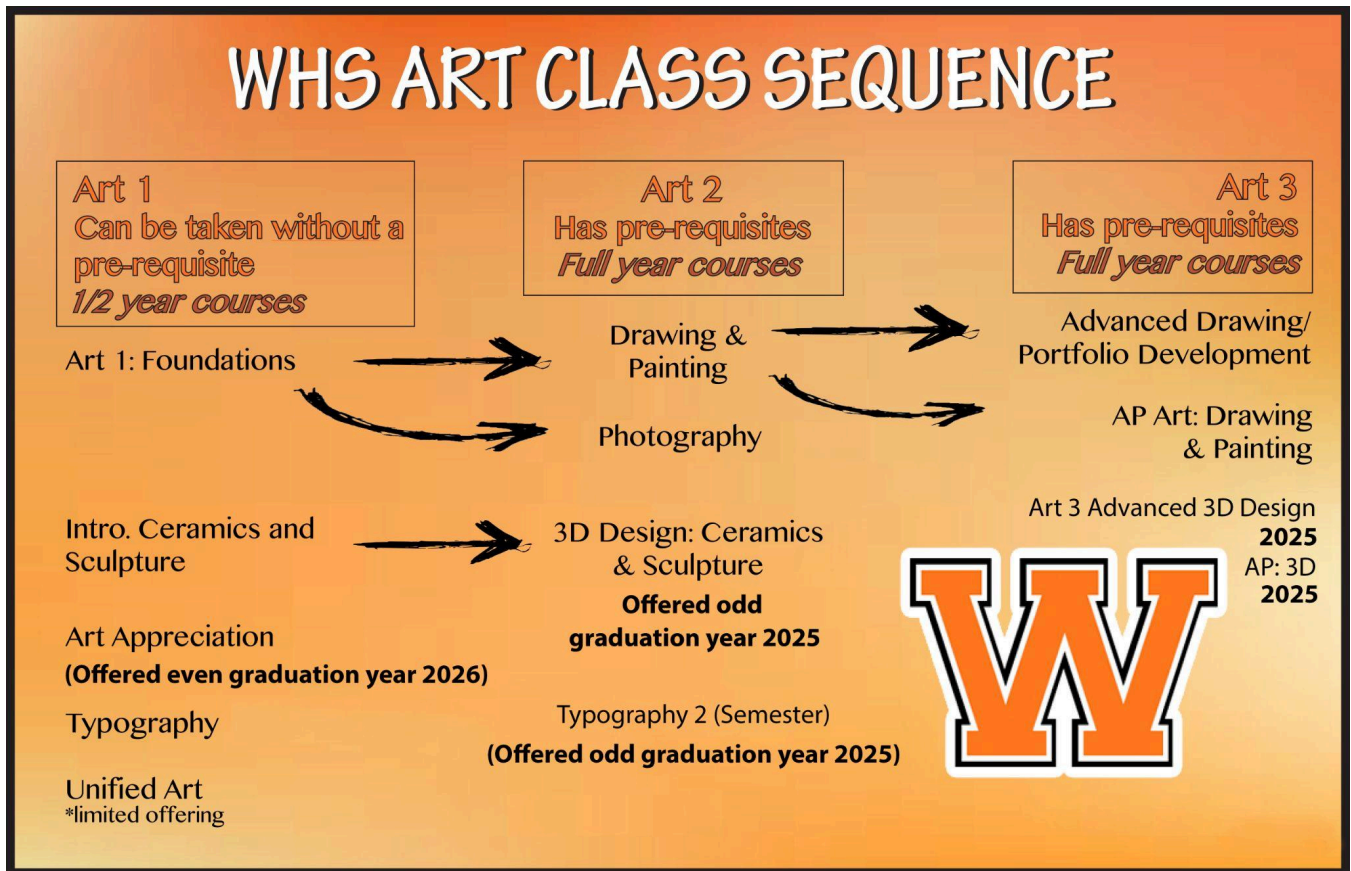 WHS ART CLASS SEQUENCE
Art 1
Can be taken without a
pre-requisite
1/2 year courses
Art 2
Has pre-requisites
Full year courses
Art 3
Has pre-requisites
Full year courses
Art 1: Foundations
Drawing &
Painting
Photography
Advanced Drawing/
Portfolio Development
AP Art: Drawing
& Painting
Intro. Ceramics and
Sculpture
3D Design: Ceramics
& Sculpture
Offered odd
graduation year 2025
Art 3 Advanced 3D Design
2025
AP: 3D
2025
Art Appreciation
(Offered even graduation year 2026)
Typography
Typography 2 (Semester)
(Offered odd graduation year 2025)
Unified Art
*limited offering
W